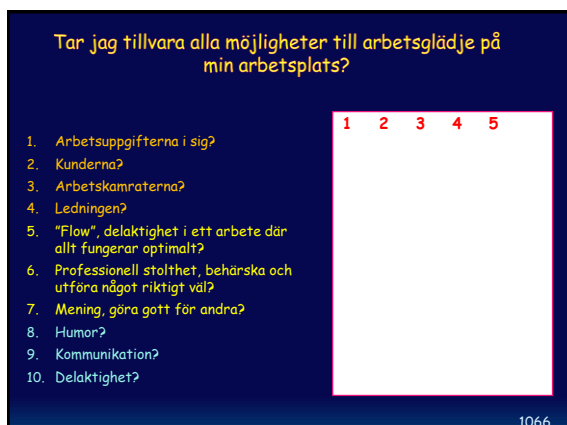 Tar jag tillvara alla möjligheter till arbetsglädje på
min arbetsplats?
1 2 3 4 5
1. Arbetsuppgifterna i sig?
2. Kunderna?
3. Arbetskamraterna?
4. Ledningen?
5. ”Flow”, delaktighet i ett arbete där
allt fungerar optimalt?
6. Professionell stolthet, behärska och
utföra något riktigt väl?
7. Mening, göra gott för andra?
8. Humor?
9. Kommunikation?
10. Delaktighet?
1066